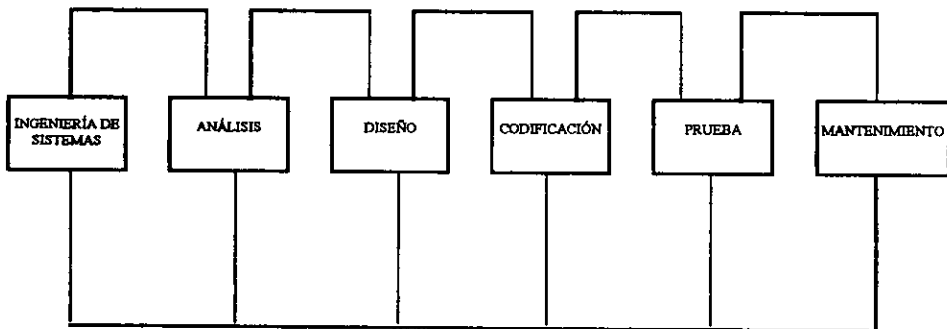 INGENIERÍA DE
SISTEMAS
ANÁLISIS
DISEÑO
CODIFICACIÓN
PRUEBA
MANTENIMIENTO